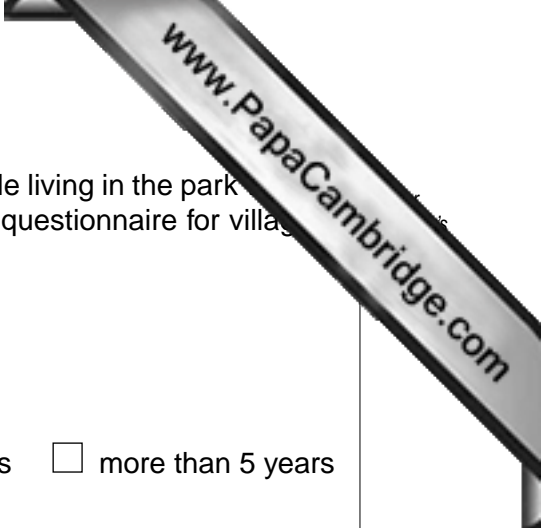 www.PapaCambridge.com
le living in the park
questionnaire for villag
s more than 5 years